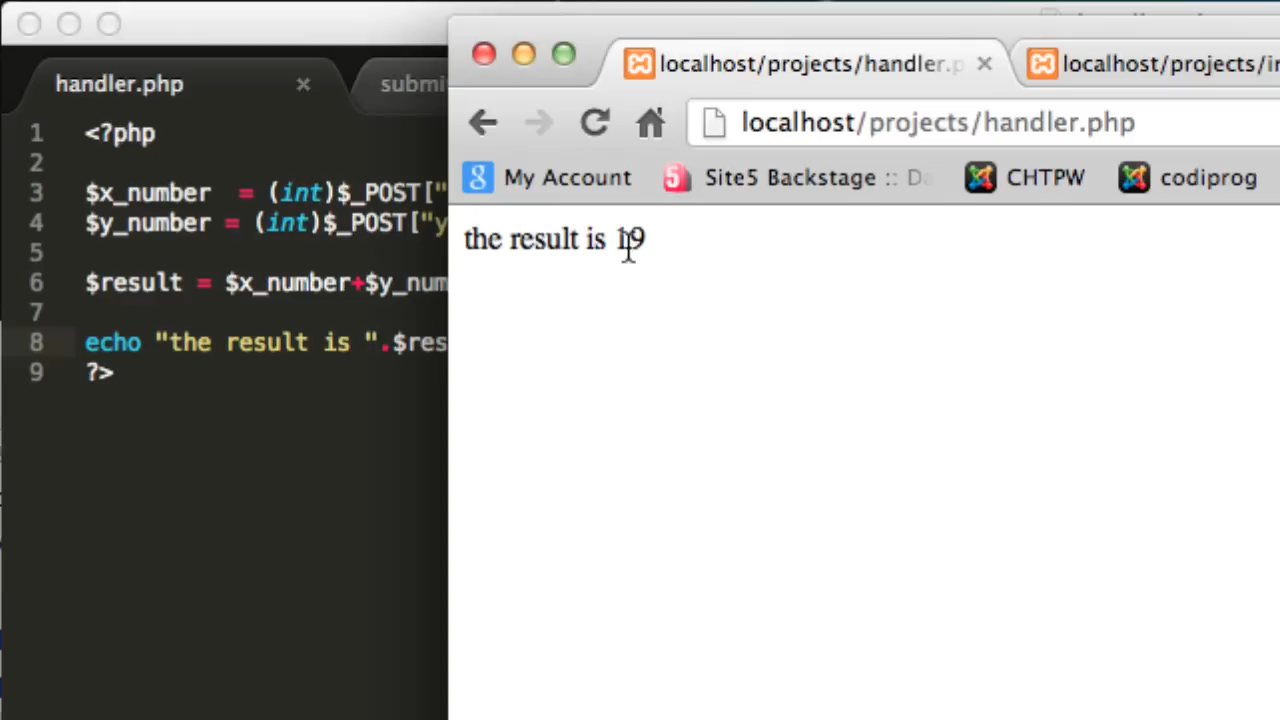 handler.php
submi
1 <?php
2
3 $x_number = (int)$_POST["
4 $y_number = (int)$_POST["y
5
6 $result = $x_number+$y_num
7
8 echo "the result is ".$res
9 ?>
localhost/projects/handler.p
localhost/projects/i
localhost/projects/handler.php
g My Account 5 Site5 Backstage :: Da CHTPW codiprog
the result is 19